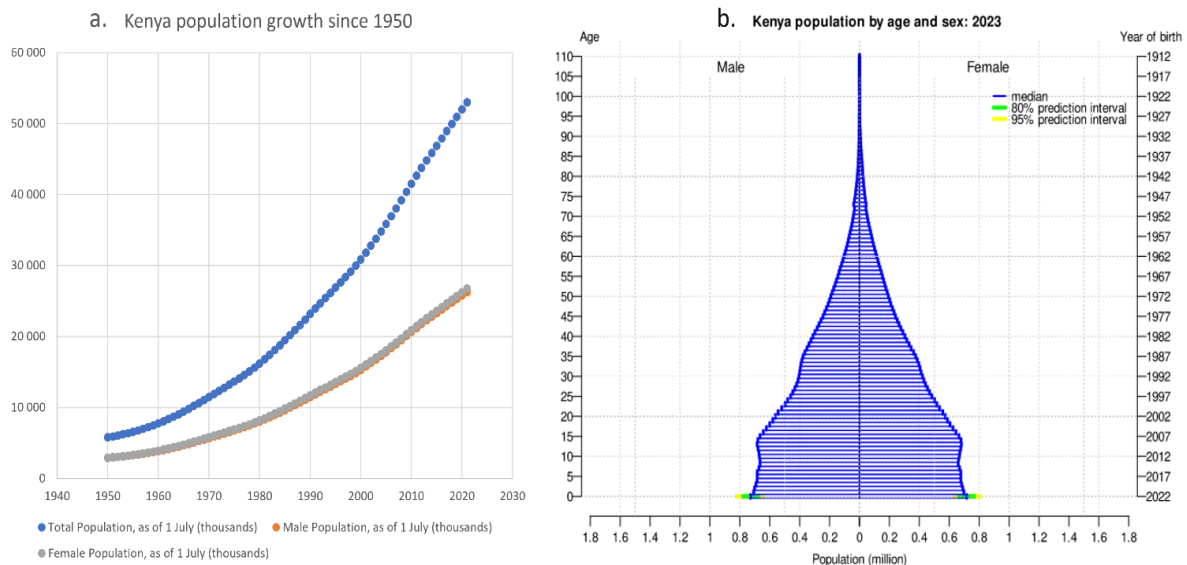 a. Kenya population growth since 1950
60 000
50 000
40 000
30 000
20 000
10 000
0
1940 1950 1960 1970 1980 1990 2000 2010 2020 2030
Total Population, as of 1 July (thousands) Male Population, as of 1 July (thousands)
Female Population, as of 1 July (thousands)
b. Kenya population by age and sex: 2023
Age Year of birth
Male Female
median
80% prediction interval
95% prediction interval
110 1912
105 1917
100 1922
95 1927
90 1932
85 1937
80 1942
75 1947
70 1952
65 1957
60 1962
55 1967
50 1972
45 1977
40 1982
35 1987
30 1992
25 1997
20 2002
15 2007
10 2012
5 2017
0 2022
1.8 1.6 1.4 1.2 1 0.8 0.6 0.4 0.2 0 0.2 0.4 0.6 0.8 1 1.2 1.4 1.6 1.8
Population (million)